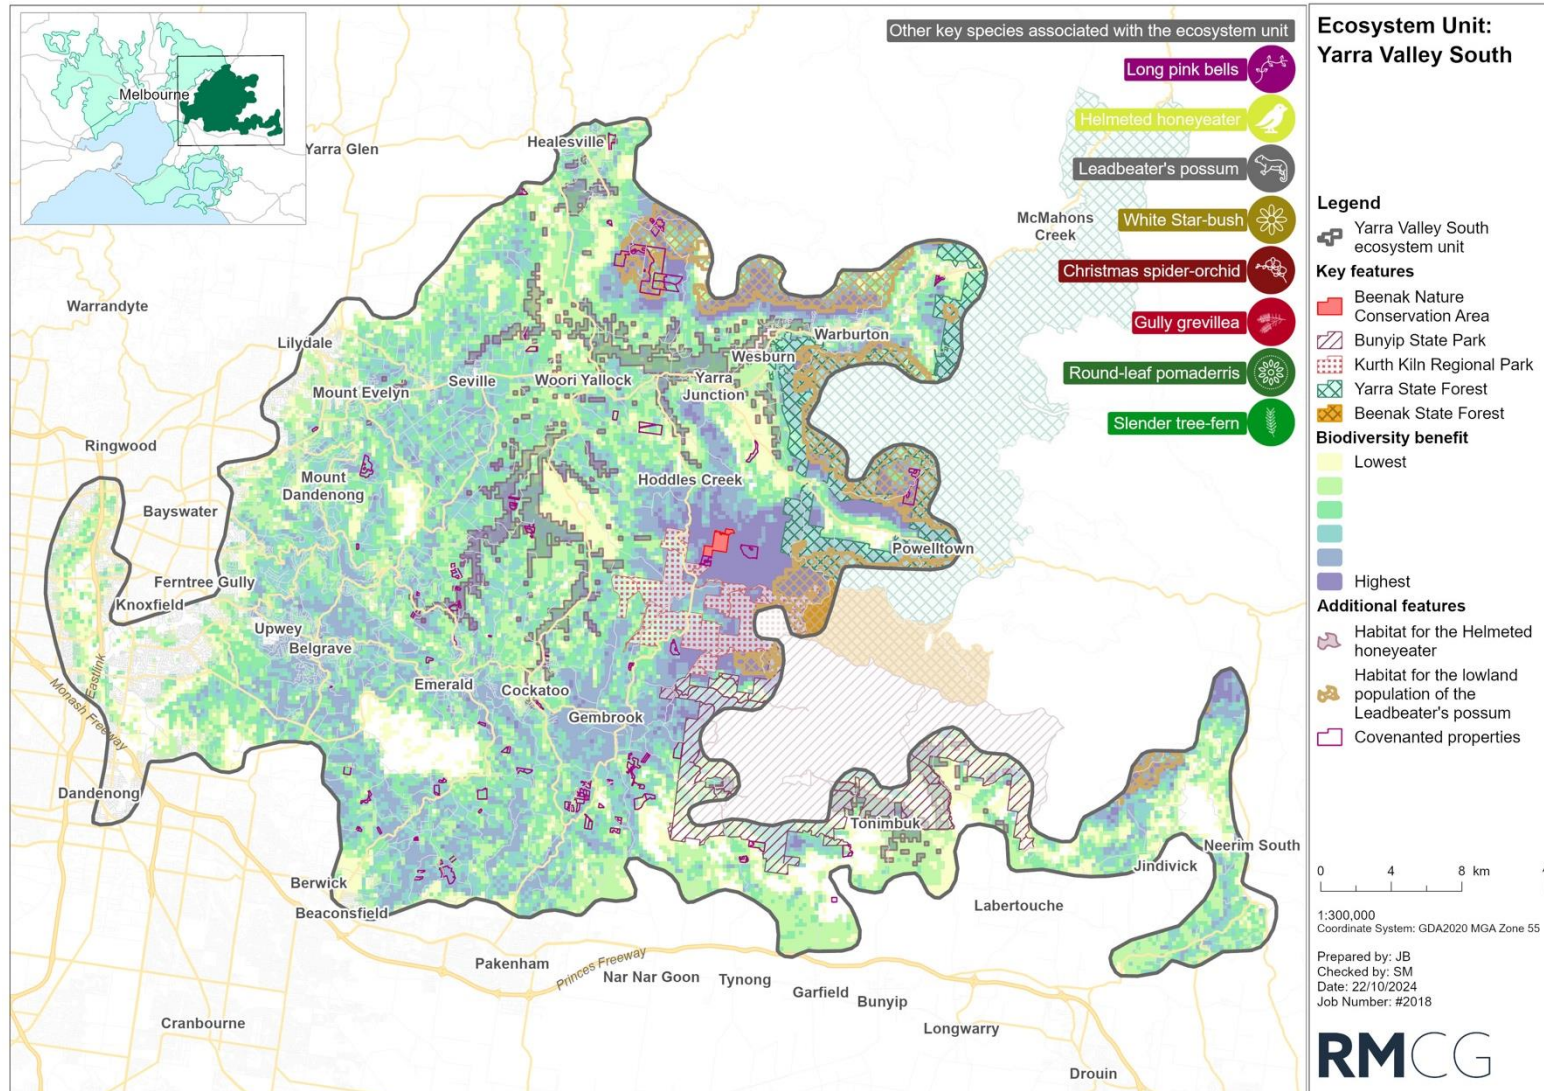 Melbourne
Other key species associated with the ecosystem unit
Long pink bells
Helmeted honeyeater
Leadbeater's possum
White Star-bush
Christmas spider-orchid
Gully grevillea
Round-leaf pomaderris
Slender tree-fern
Yarra Glen
Healesville
McMahons
Creek
Warrandyte
Lilydale
Warburton
Wesburn
Seville
Woori Yallock
Yarra
Junction
Mount Evelyn
Ringwood
Mount
Dandenong
Hoddles Creek
Bayswater
Powelltown
Ferntree Gully
Knoxfield
Upwey
Belgrave
Emerald
Cockatoo
Gembrook
Eastlink
Monash Freeway
Dandenong
Tonimbuk
Neerim South
Jindivick
Berwick
Beaconsfield
Labertouche
Pakenham
Princes Freeway
Nar Nar Goon
Tynong
Garfield
Bunyip
Cranbourne
Longwarry
Drouin
Ecosystem Unit:
Yarra Valley South
Legend
Yarra Valley South
ecosystem unit
Key features
Beenak Nature
Conservation Area
Bunyip State Park
Kurth Kiln Regional Park
Yarra State Forest
Beenak State Forest
Biodiversity benefit
Lowest
Highest
Additional features
Habitat for the Helmeted
honeyeater
Habitat for the lowland
population of the
Leadbeater's possum
Covenanted properties
0 4 8 km
1:300,000
Coordinate System: GDA2020 MGA Zone 55
Prepared by: JB
Checked by: SM
Date: 22/10/2024
Job Number: #2018
RMCG